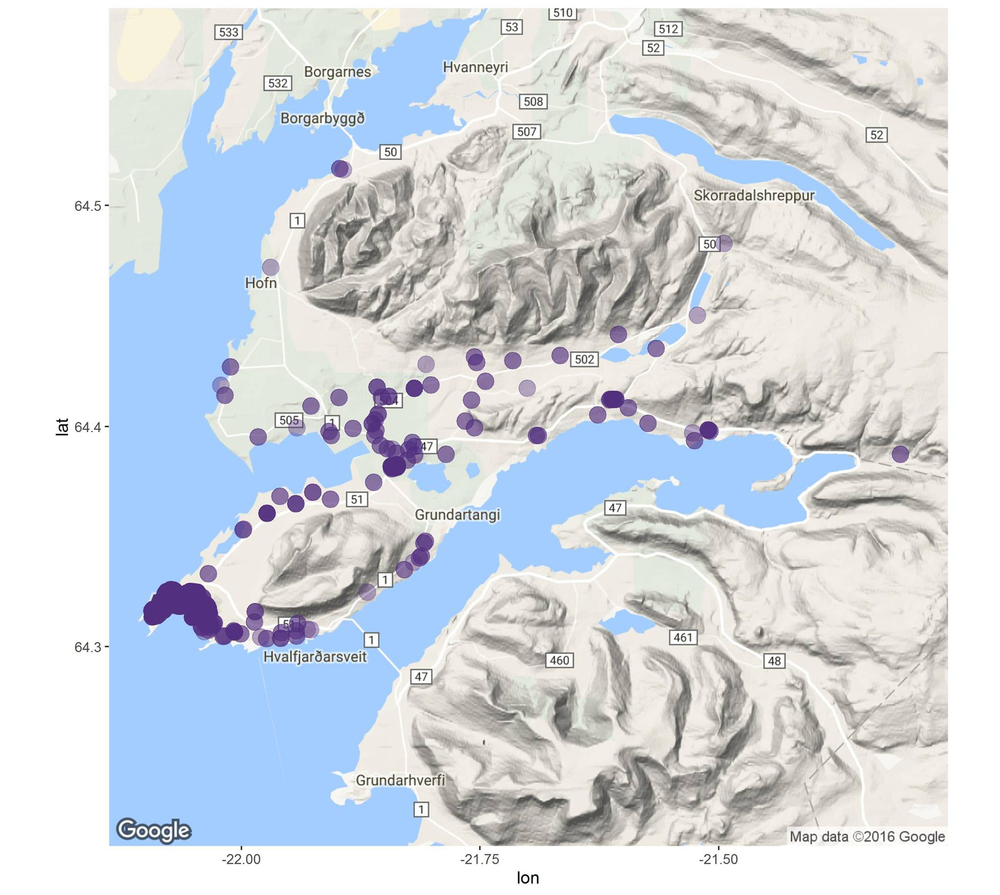 510
53
512
533
52
Borgarnes
Hvanneyri
532
508
Borgarbyggð
507
52
50
Skorradalshreppur
64.5
1
50
Hofn
502
504
505
1
64.4
lat
47
51
47
Grundartangi
1
51
1
461
64.3
Hvalfjarðarsveit
460
48
47
Grundarhverfi
1
Google
Map data ©2016 Google
-22.00
-21.75
-21.50
lon